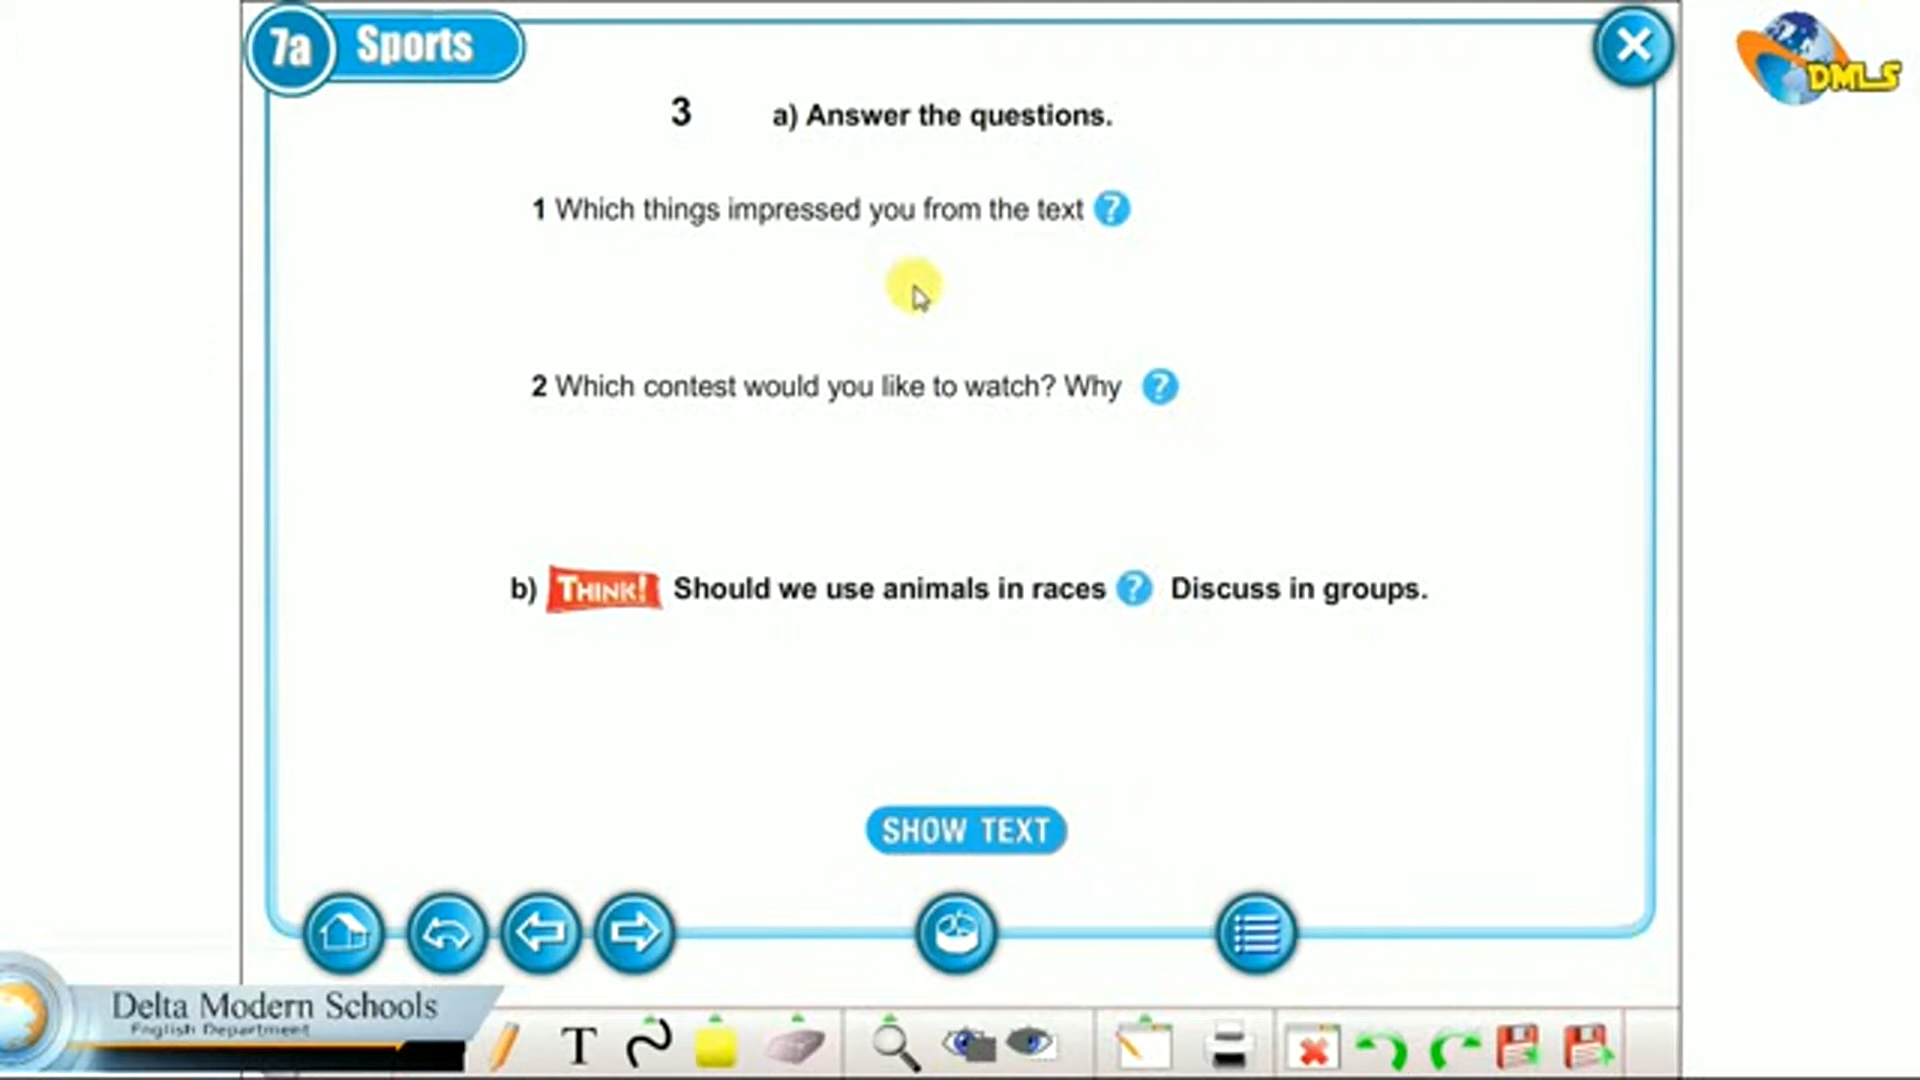 7a Sports
DMLS
3 a) Answer the questions.
1 Which things impressed you from the text ?
2 Which contest would you like to watch? Why ?
b) THINK! Should we use animals in races ? Discuss in groups.
SHOW TEXT
Delta Modern Schools
English Department
T